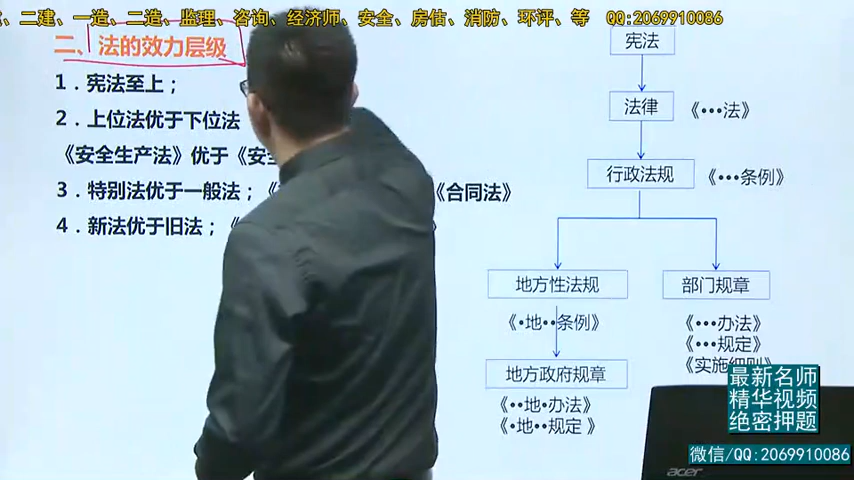 、二建、一造、二造、监理、咨询、经济师、安全、房估、消防、环评、等 QQ:2069910086
二、法的效力层级
1．宪法至上；
2．上位法优于下位法
《安全生产法》优于《安全
3．特别法优于一般法；《
《合同法》
4．新法优于旧法；《
宪法
法律
《•••法》
行政法规
《•••条例》
地方性法规
部门规章
《•地••条例》
《•••办法》
《•••规定》
《实施细则》
地方政府规章
《••地•办法》
《•地••规定 》
最新名师
精华视频
绝密押题
微信/QQ:2069910086
acer